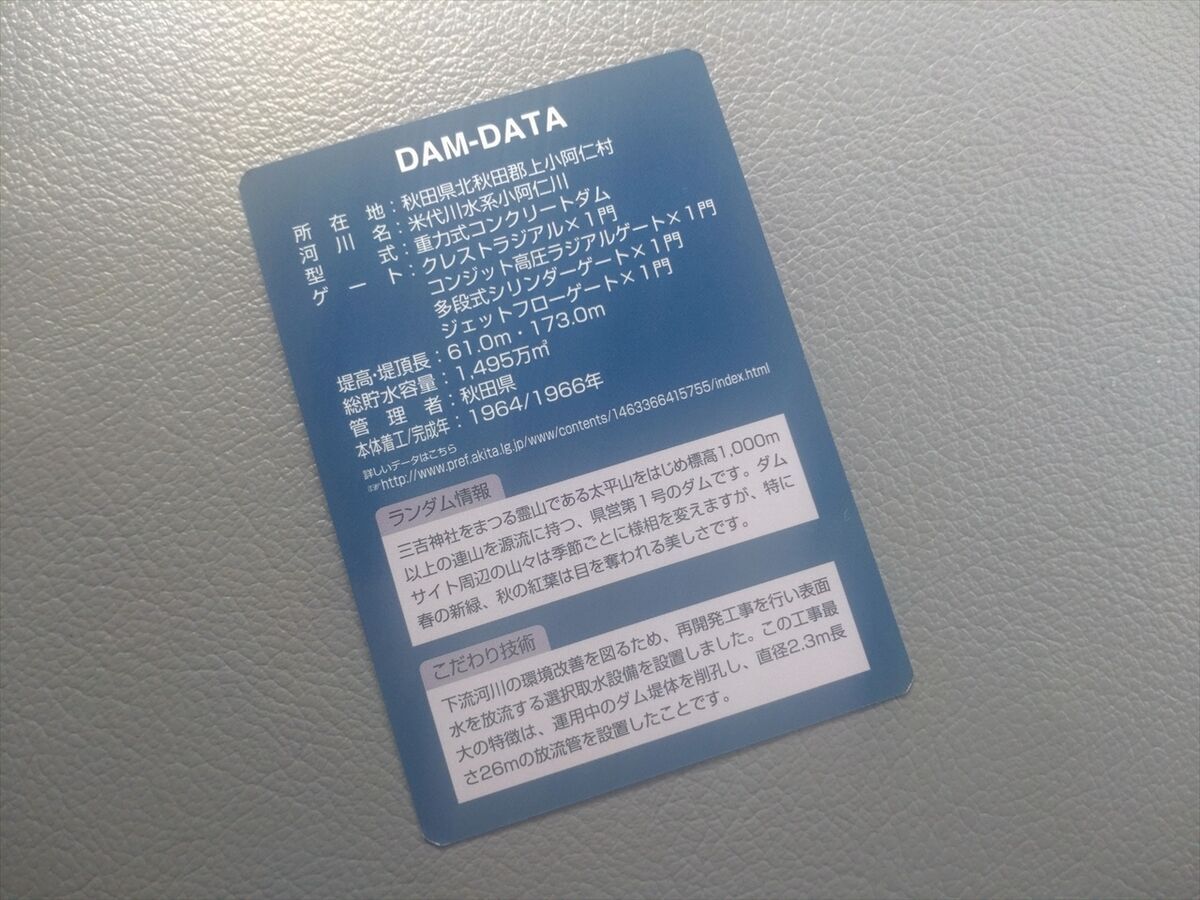 DAM-DATA
所在地：秋田県北秋田郡上小阿仁村
河川名：米代川水系小阿仁川
型式：重力式コンクリートダム
ゲート：クレストラジアル×1門
コンジット高圧ラジアルゲート×1門
多段式シリンダーゲート×1門
ジェットフローゲート×1門
堤高・堤頂長：61.0m・173.0m
総貯水容量：1,495万㎥
管理者：秋田県
本体着工/完成年：1964/1966年
詳しいデータはこちら
☞http://www.pref.akita.lg.jp/www/contents/1463366415755/index.html
ランダム情報
三吉神社をまつる霊山である太平山をはじめ標高1,000m
以上の連山を源流に持つ、県営第1号のダムです。ダム
サイト周辺の山々は季節ごとに様相を変えますが、特に
春の新緑、秋の紅葉は目を奪われる美しさです。
こだわり技術
下流河川の環境改善を図るため、再開発工事を行い表面
水を放流する選択取水設備を設置しました。この工事最
大の特徴は、運用中のダム堤体を削孔し、直径2.3m長
さ26mの放流管を設置したことです。